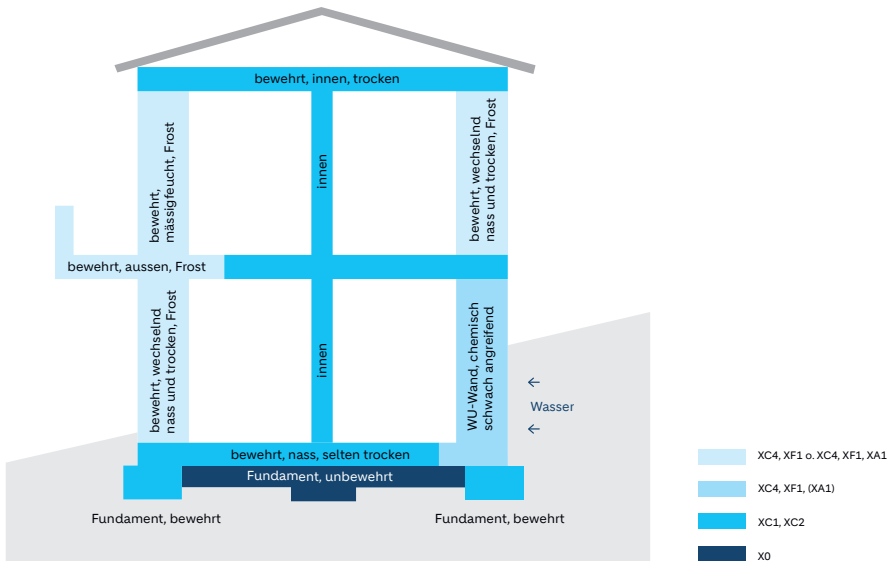 bewehrt, innen, trocken
bewehrt,
mässigfeucht, Frost
innen
bewehrt, wechselnd
nass und trocken, Frost
bewehrt, aussen, Frost
bewehrt, wechselnd
nass und trocken, Frost
innen
WU-Wand, chemisch
schwach angreifend
Wasser
bewehrt, nass, selten trocken
Fundament, unbewehrt
Fundament, bewehrt
Fundament, bewehrt
XC4, XF1 o. XC4, XF1, XA1
XC4, XF1, (XA1)
XC1, XC2
X0